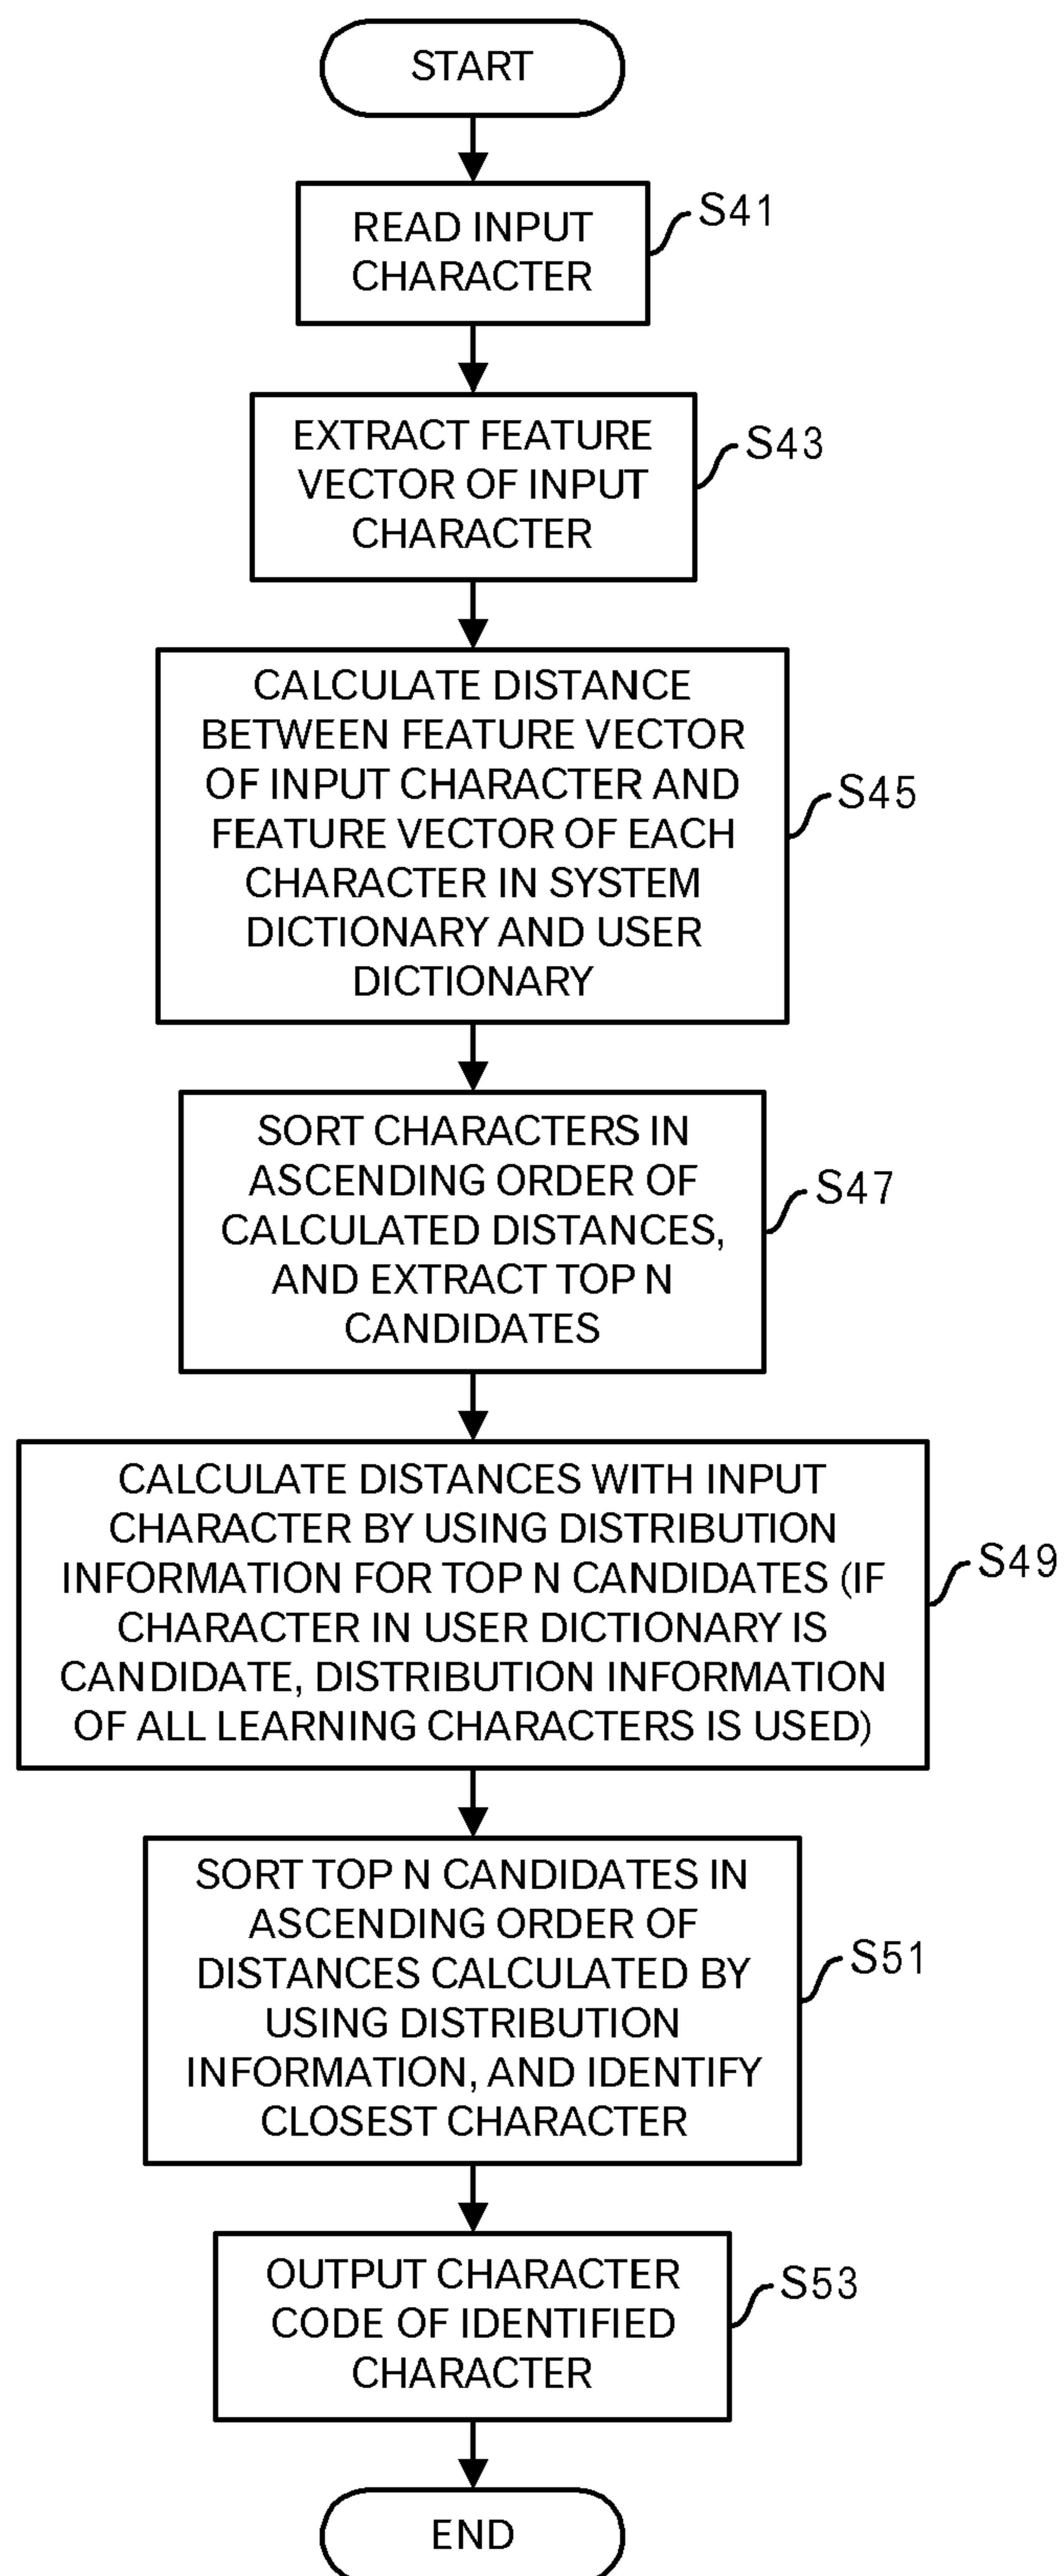 START
READ INPUT
CHARACTER
S41
EXTRACT FEATURE
VECTOR OF INPUT
CHARACTER
S43
CALCULATE DISTANCE
BETWEEN FEATURE VECTOR
OF INPUT CHARACTER AND
FEATURE VECTOR OF EACH
CHARACTER IN SYSTEM
DICTIONARY AND USER
DICTIONARY
S45
SORT CHARACTERS IN
ASCENDING ORDER OF
CALCULATED DISTANCES,
AND EXTRACT TOP N
CANDIDATES
S47
CALCULATE DISTANCES WITH INPUT
CHARACTER BY USING DISTRIBUTION
INFORMATION FOR TOP N CANDIDATES (IF
CHARACTER IN USER DICTIONARY IS
CANDIDATE, DISTRIBUTION INFORMATION
OF ALL LEARNING CHARACTERS IS USED)
S49
SORT TOP N CANDIDATES IN
ASCENDING ORDER OF
DISTANCES CALCULATED BY
USING DISTRIBUTION
INFORMATION, AND IDENTIFY
CLOSEST CHARACTER
S51
OUTPUT CHARACTER
CODE OF IDENTIFIED
CHARACTER
S53
END